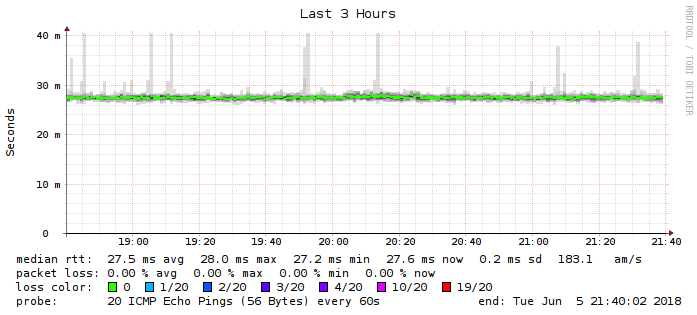 Last 3 Hours
RRDTOOL / TOBI OETIKER
Seconds
40 m
30 m
20 m
10 m
0
19:00 19:20 19:40 20:00 20:20 20:40 21:00 21:20 21:40
median rtt: 27.5 ms avg 28.0 ms max 27.2 ms min 27.6 ms now 0.2 ms sd 183.1 am/s
packet loss: 0.00 % avg 0.00 % max 0.00 % min 0.00 % now
loss color: 0 1/20 2/20 3/20 4/20 10/20 19/20
probe: 20 ICMP Echo Pings (56 Bytes) every 60s end: Tue Jun 5 21:40:02 2018